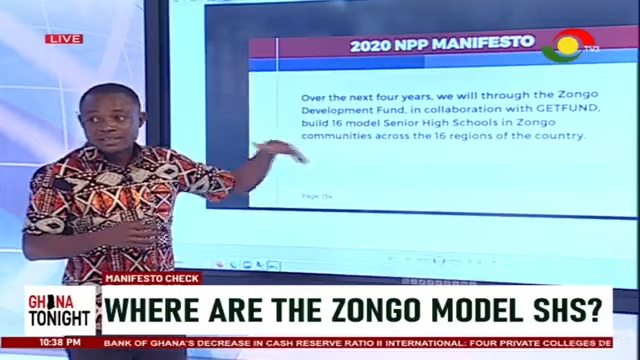 LIVE
2020 NPP MANIFESTO
TV3
Over the next four years, we will through the Zongo
Development Fund, in collaboration with GETFUND,
build 16 model Senior High Schools in Zongo
communities across the 16 regions of the country.
MANIFESTO CHECK
GHANA
TONIGHT
WHERE ARE THE ZONGO MODEL SHS?
10:38 PM
BANK OF GHANA'S DECREASE IN CASH RESERVE RATIO II INTERNATIONAL: FOUR PRIVATE COLLEGES DE